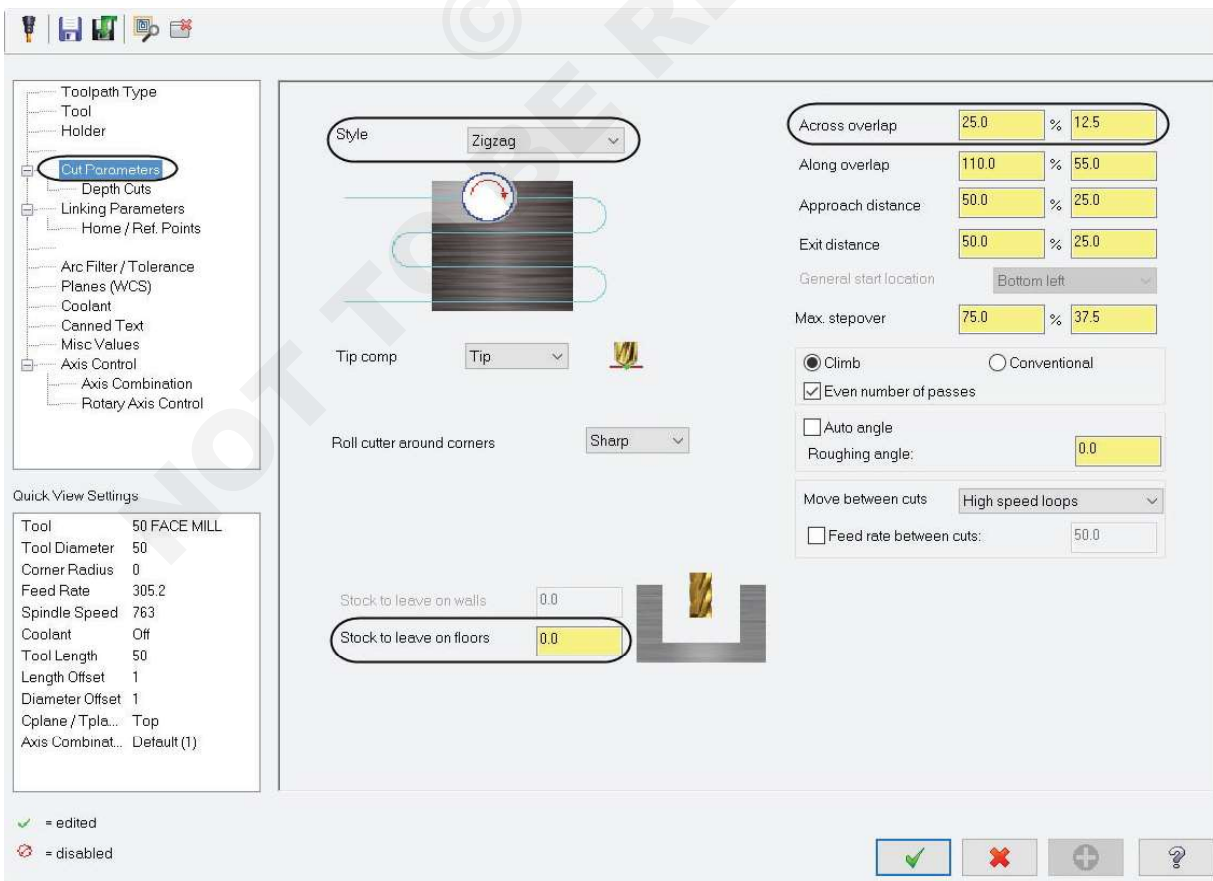 Toolpath Type
Tool
Holder
Cut Parameters
Depth Cuts
Linking Parameters
Home / Ref. Points
Arc Filter / Tolerance
Planes (WCS)
Coolant
Canned Text
Misc Values
Axis Control
Axis Combination
Rotary Axis Control
Quick View Settings
Tool 50 FACE MILL
Tool Diameter 50
Corner Radius 0
Feed Rate 305.2
Spindle Speed 763
Coolant Off
Tool Length 50
Length Offset 1
Diameter Offset 1
Cplane / Tpla... Top
Axis Combinat... Default (1)
= edited
= disabled
Style Zigzag
Tip comp Tip
Roll cutter around corners Sharp
Stock to leave on walls 0.0
Stock to leave on floors 0.0
Across overlap 25.0 % 12.5
Along overlap 110.0 % 55.0
Approach distance 50.0 % 25.0
Exit distance 50.0 % 25.0
General start location Bottom left
Max. stepover 75.0 % 37.5
Climb Conventional
Even number of passes
Auto angle
Roughing angle: 0.0
Move between cuts High speed loops
Feed rate between cuts: 50.0
NOT TO BE
©